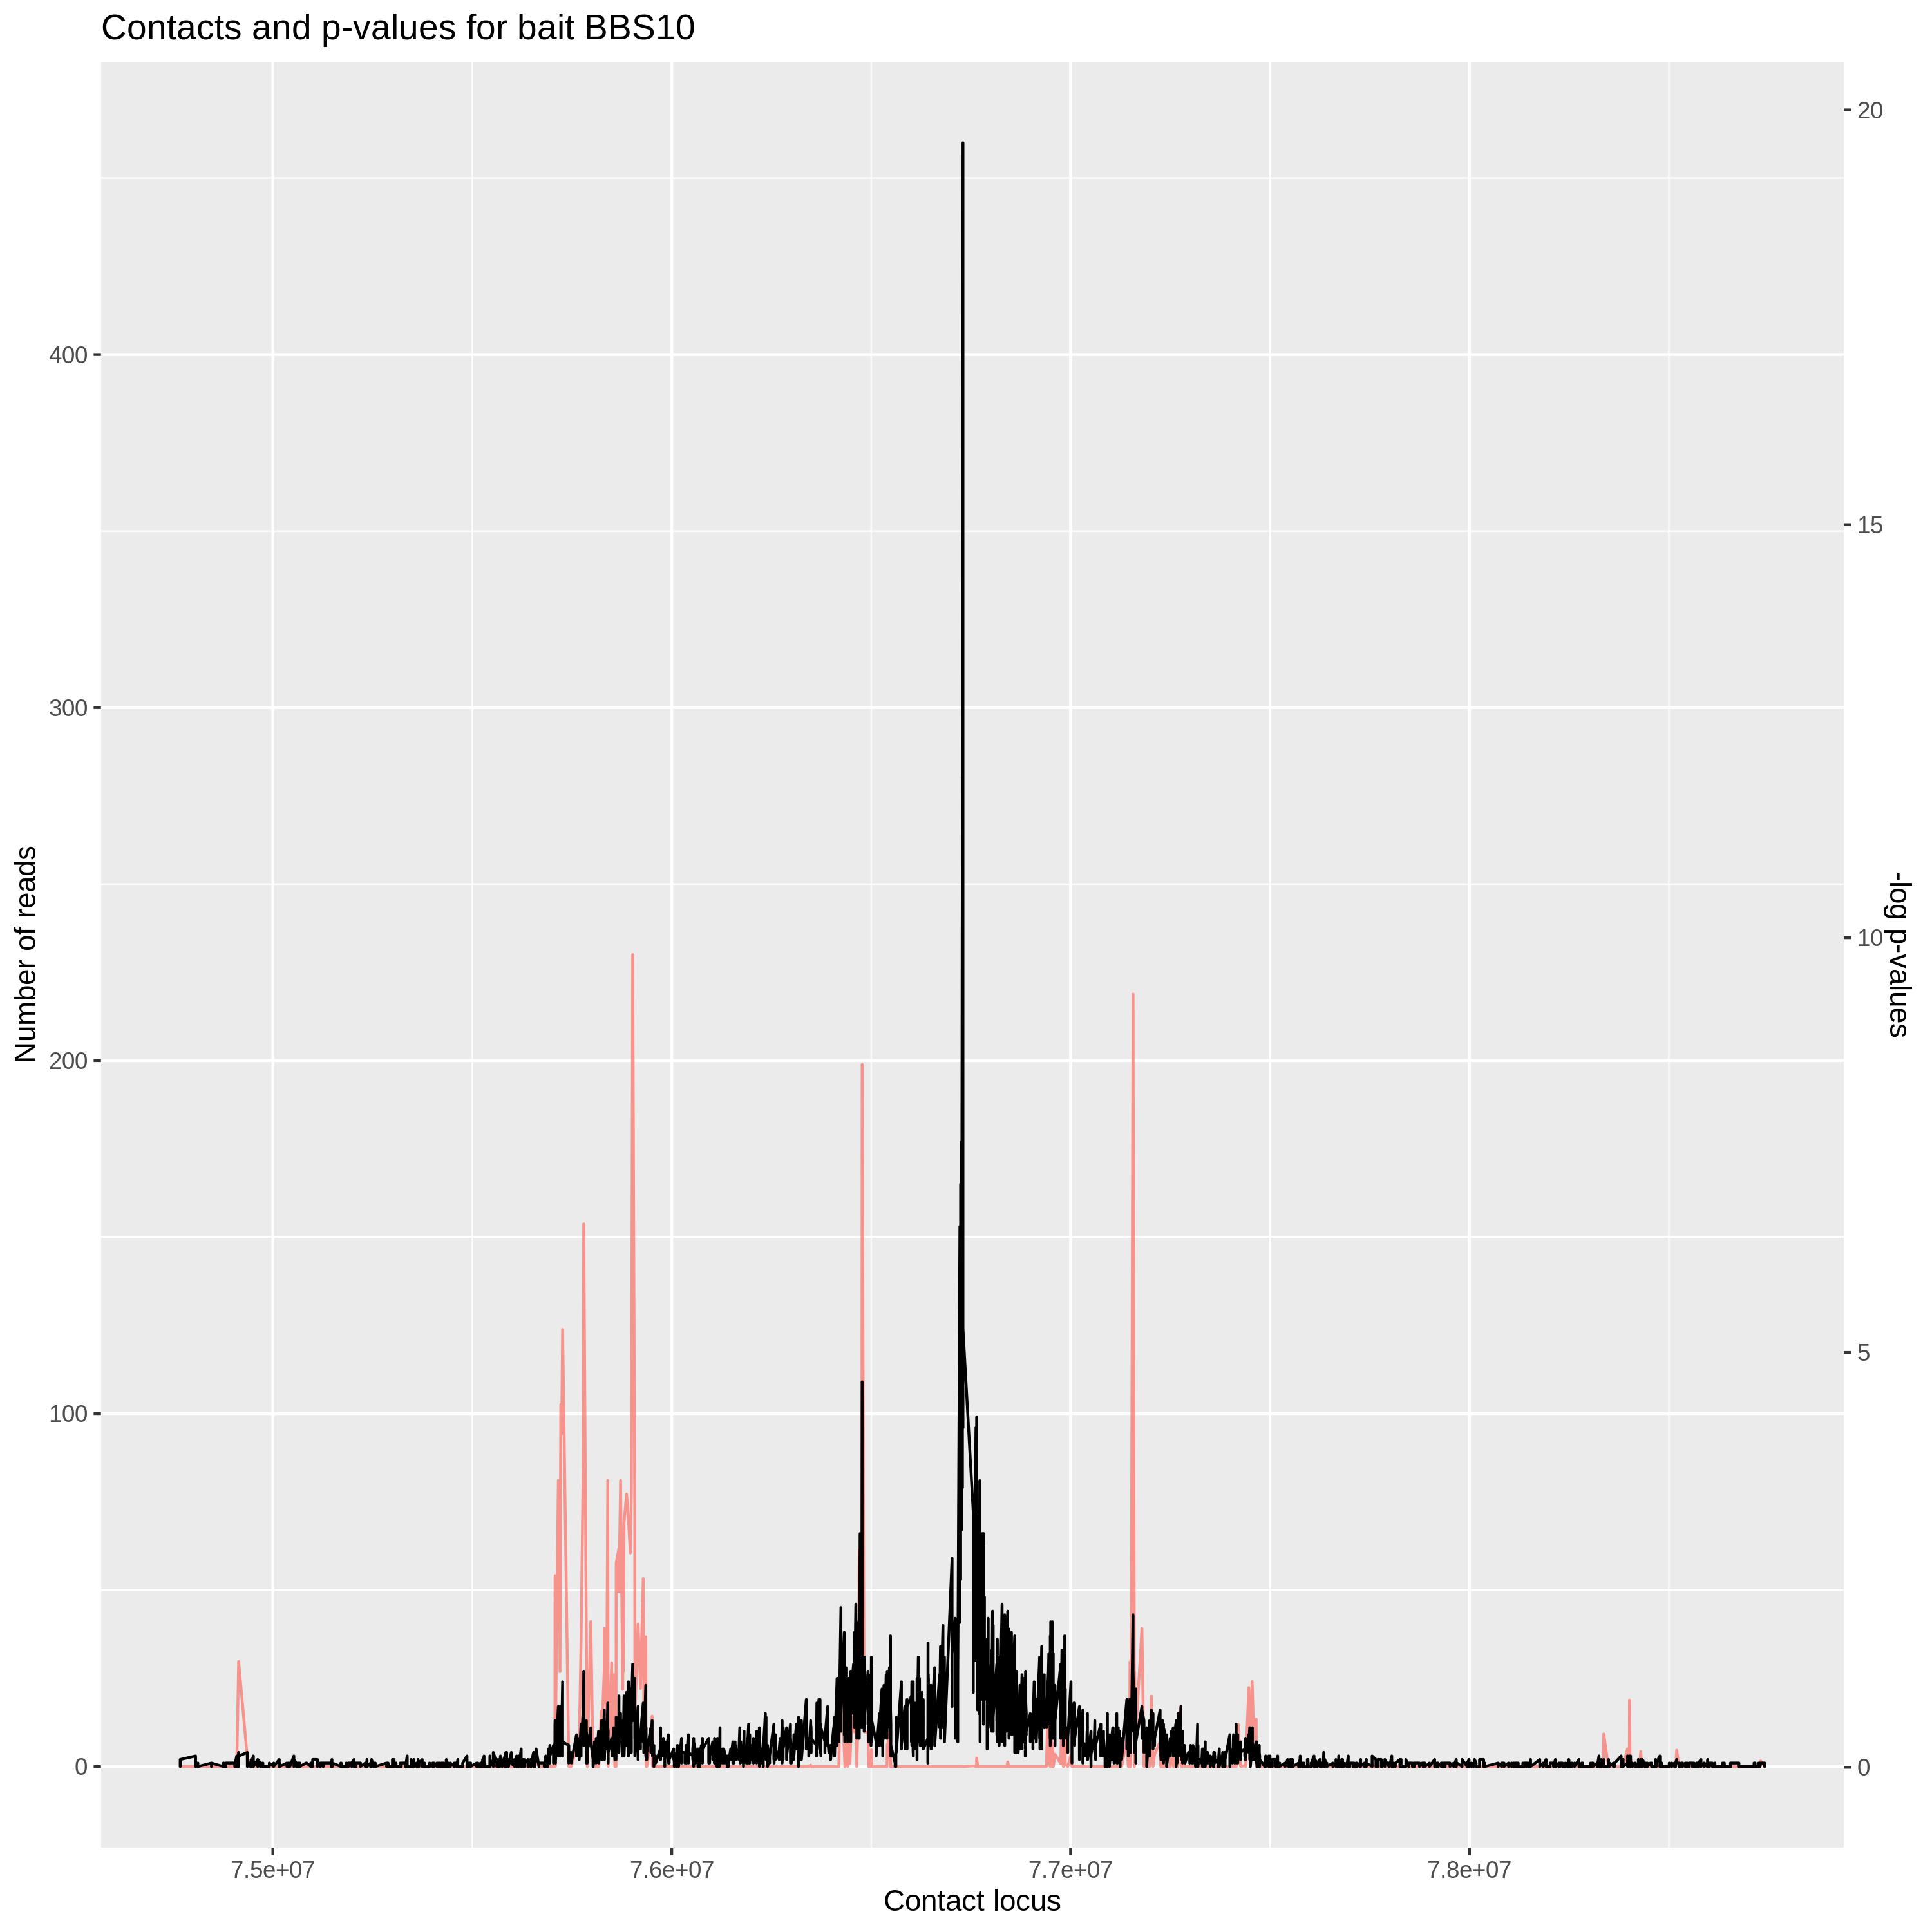 Contacts and p-values for bait BBS10
Number of reads
400
300
200
100
0
20
15
10
5
0
-log p-values
7.5e+07
7.6e+07
7.7e+07
7.8e+07
Contact locus